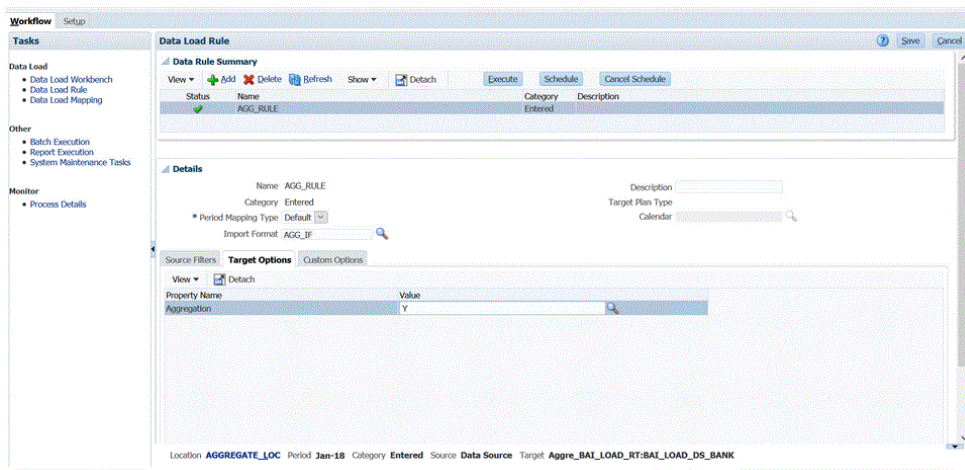 Workflow Setup
Tasks
Data Load
Data Load Workbench
Data Load Rule
Data Load Mapping
Other
Batch Execution
Report Execution
System Maintenance Tasks
Monitor
Process Details
Data Load Rule ? Save Cancel
Data Rule Summary
View Add Delete Refresh Show Detach Execute Schedule Cancel Schedule
Status Name Category Description
AGG_RULE Entered
Details
Name AGG_RULE Description
Category Entered Target Plan Type
* Period Mapping Type Default Calendar
Import Format AGG_IF
Source Filters Target Options Custom Options
View Detach
Property Name Value
Aggregation Y
Location AGGREGATE_LOC Period Jan-18 Category Entered Source Data Source Target Aggre_BAI_LOAD_RT:BAI_LOAD_DS_BANK